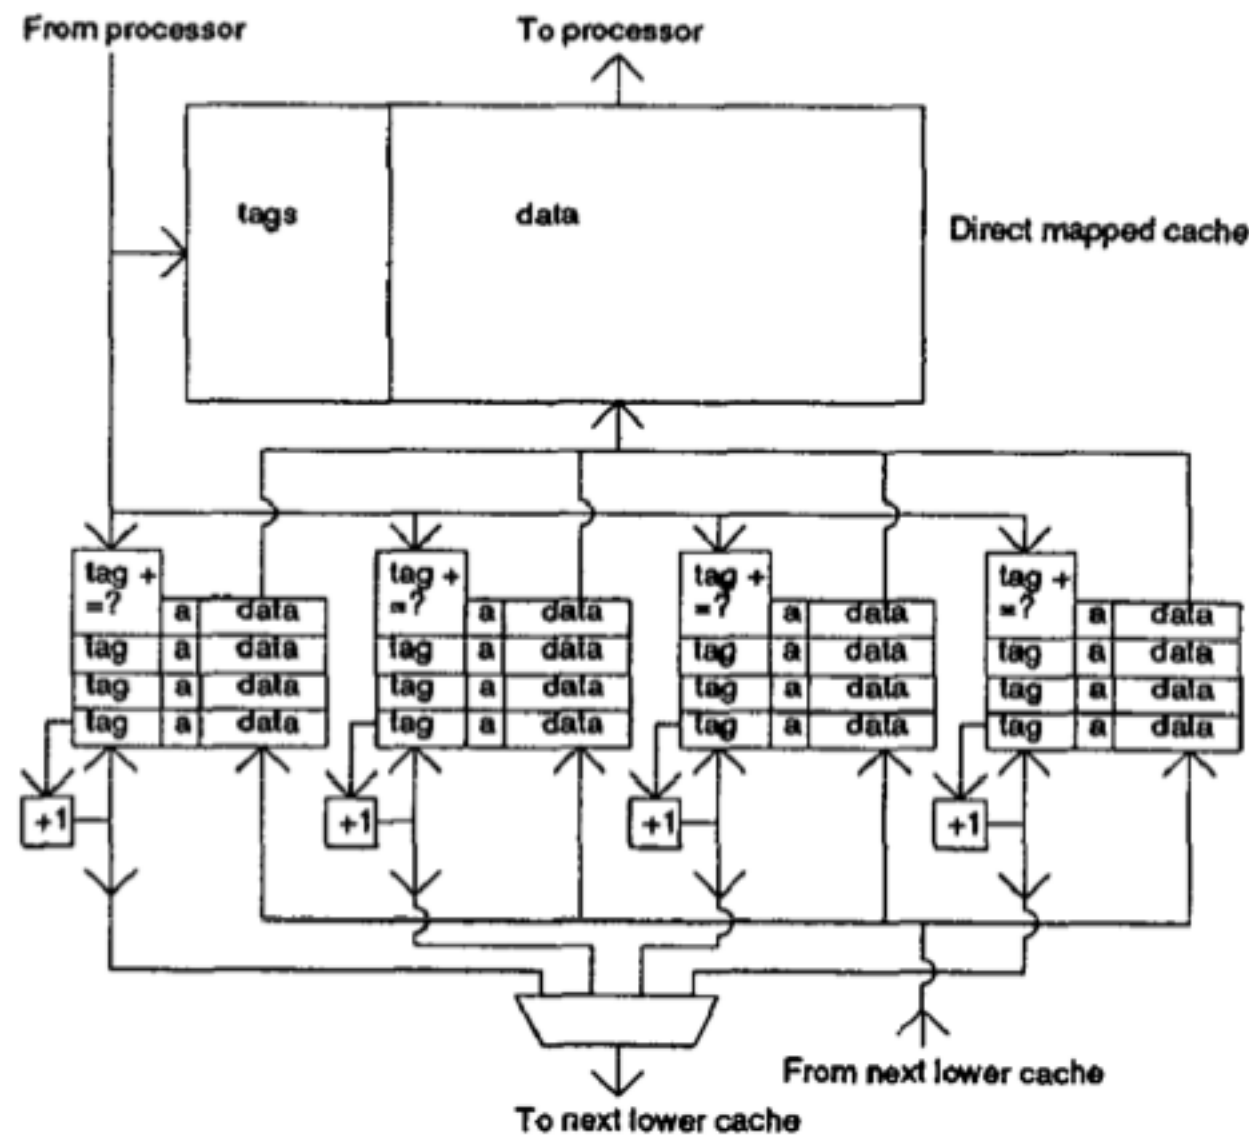 From processor
To processor
tags
data
Direct mapped cache
tag +
=?
a
data
tag
a
data
tag
a
data
tag
a
data
+1
tag +
=?
a
data
tag
a
data
tag
a
data
tag
a
data
+1
tag +
=?
a
data
tag
a
data
tag
a
data
tag
a
data
+1
tag +
=?
a
data
tag
a
data
tag
a
data
tag
a
data
+1
From next lower cache
To next lower cache